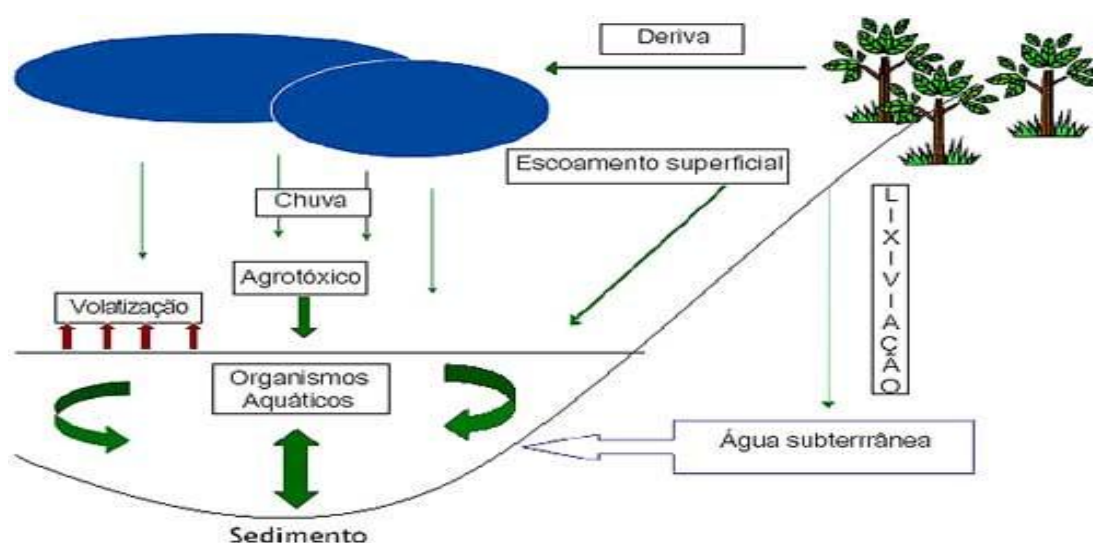 Deriva
Escoamento superficial
Chuva
LIXIVIAÇÃO
Agrotóxico
Volatização
Organismos
Aquáticos
Água subterrrânea
Sedimento